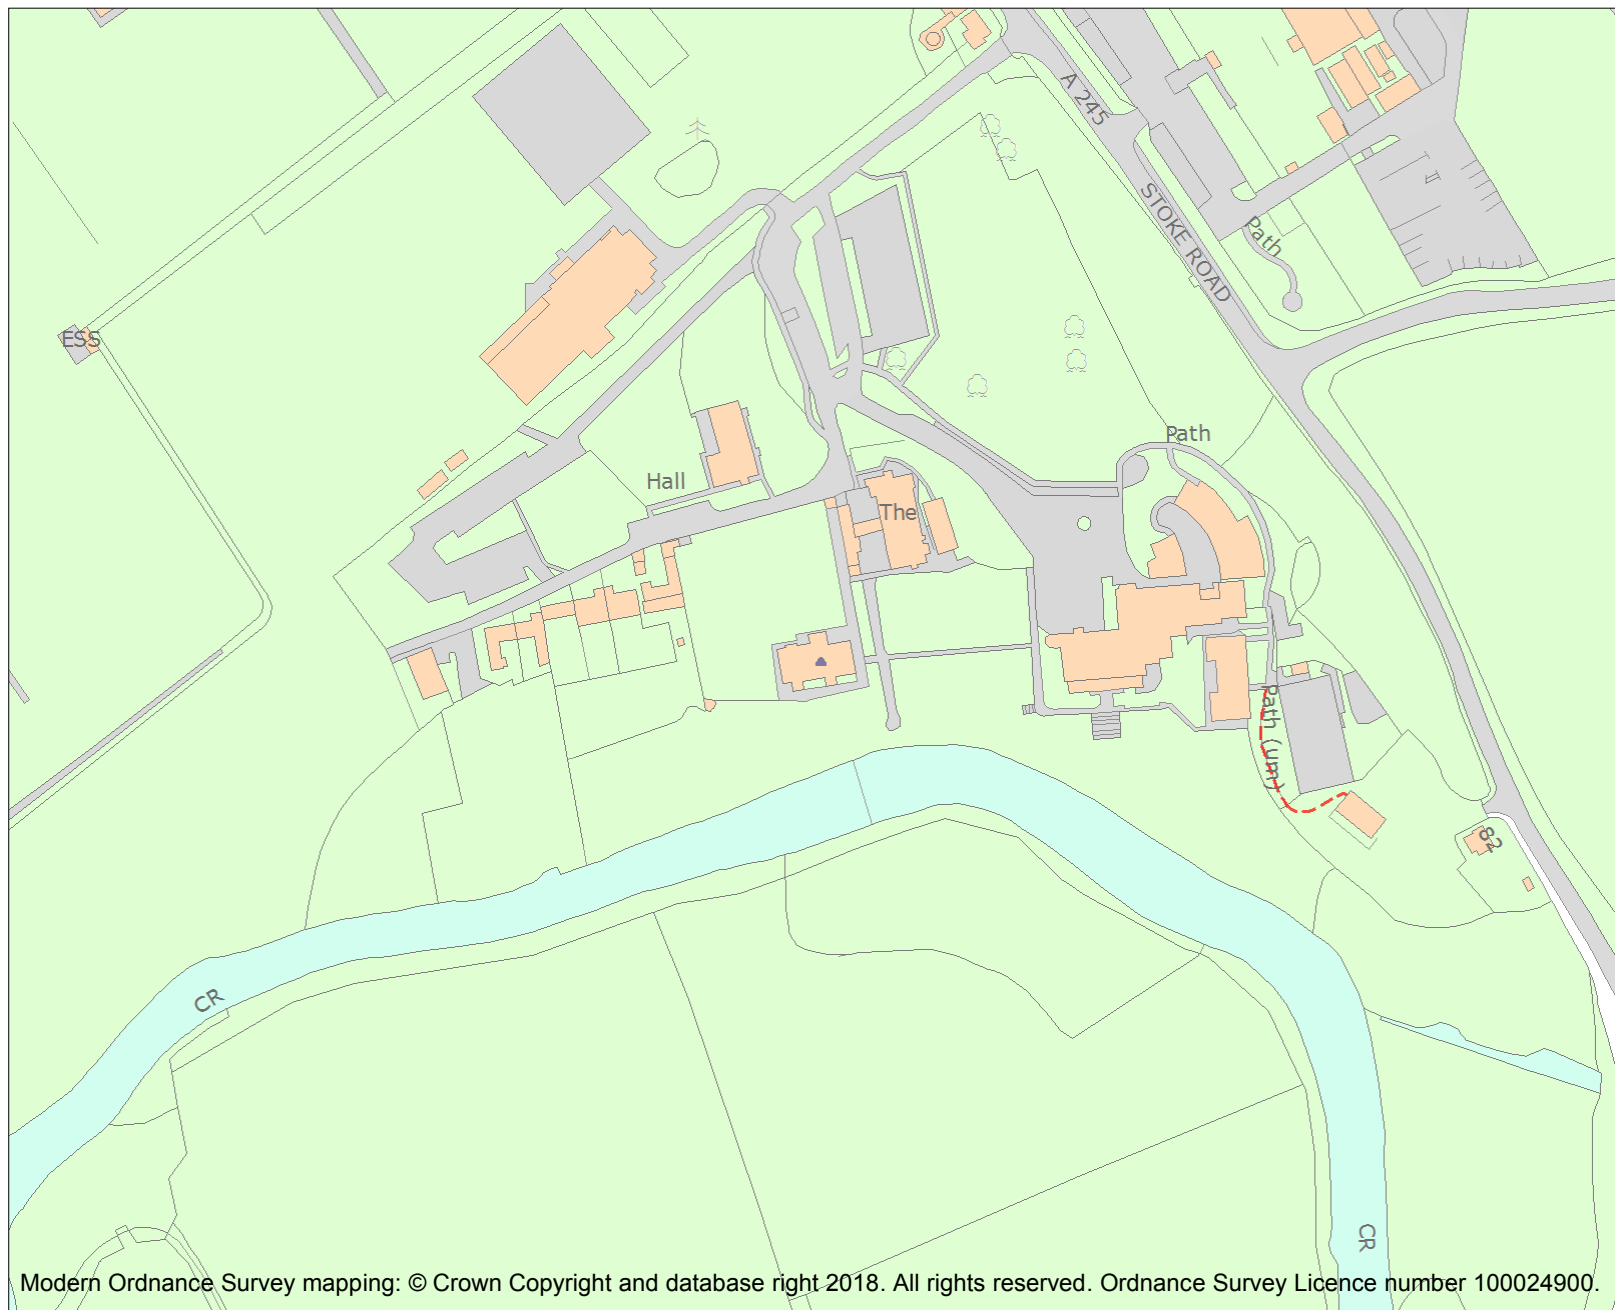 A 245
STOKE ROAD
Path
ESS
Path
Hall
The
Path (um)
82
CR
CR
Modern Ordnance Survey mapping: © Crown Copyright and database right 2018. All rights reserved. Ordnance Survey Licence number 100024900.